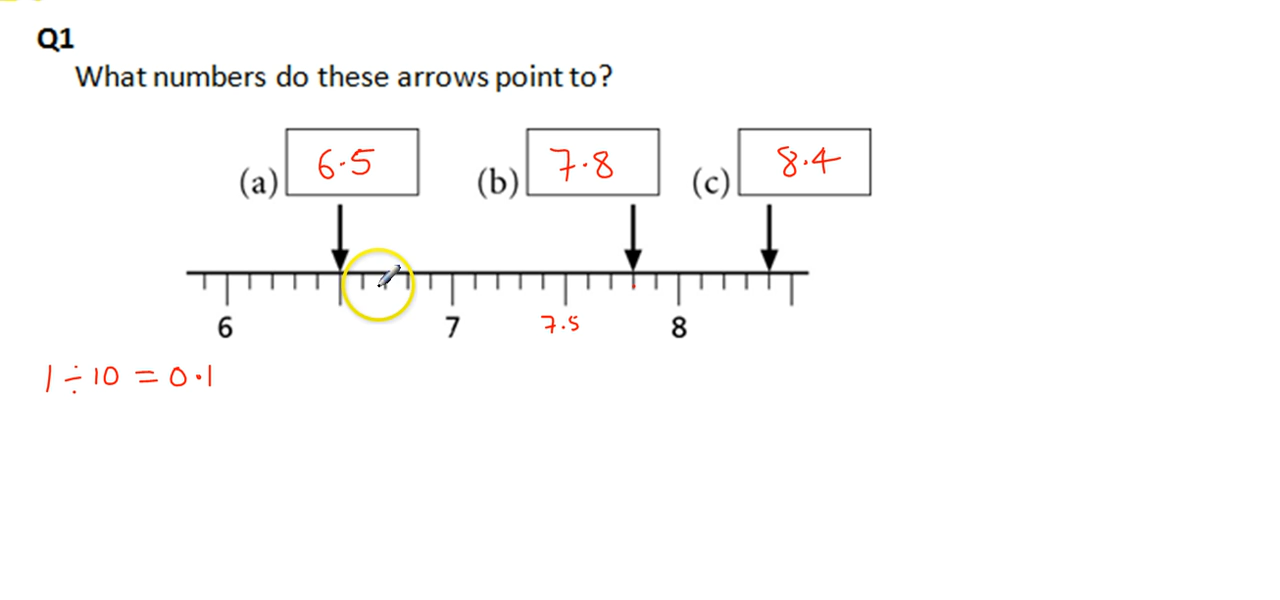 Q1
What numbers do these arrows point to?
(a) 6.5 (b) 7.8 (c) 8.4
6 7 7.5 8
1 ÷ 10 = 0.1